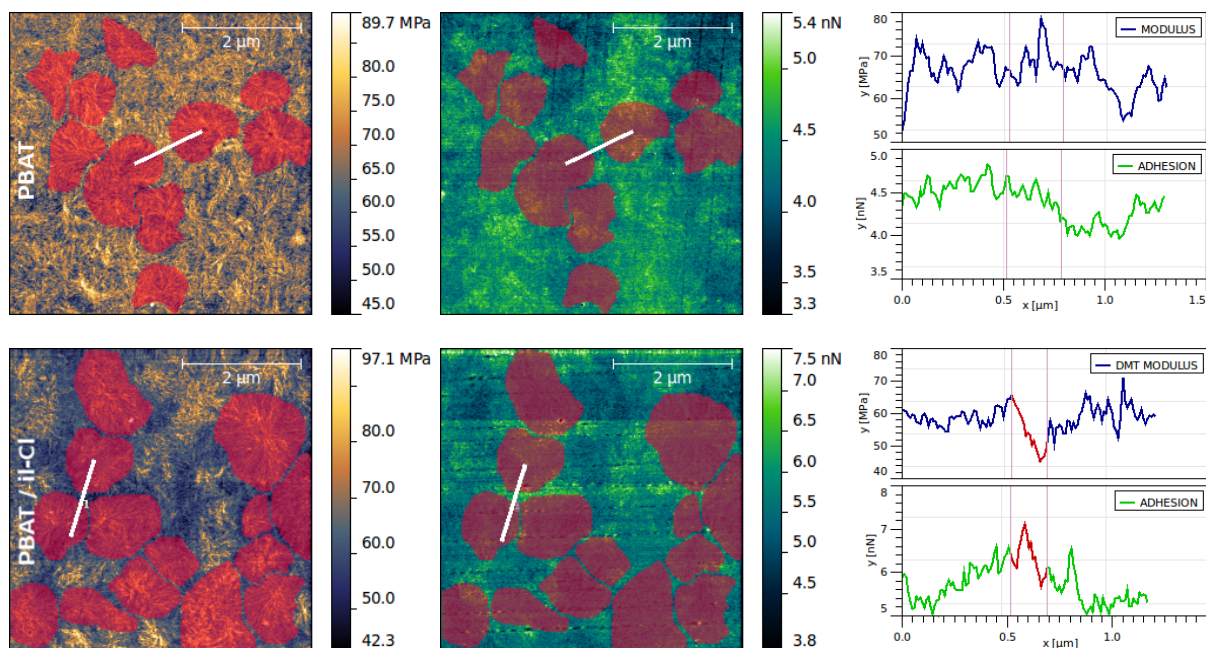 PBAT
2 μm
89.7 MPa
80.0
75.0
70.0
65.0
60.0
55.0
50.0
45.0
2 μm
5.4 nN
5.0
4.5
4.0
3.5
3.3
80
70
60
50
y [MPa]
MODULUS
5.0
4.5
4.0
3.5
y [nN]
ADHESION
0.0
0.5
1.0
1.5
x [μm]
PBAT / il-Cl
2 μm
1
97.1 MPa
80.0
70.0
60.0
50.0
42.3
2 μm
7.5 nN
7.0
6.5
6.0
5.5
5.0
4.5
3.8
80
70
60
50
40
y [MPa]
DMT MODULUS
8
7
6
5
y [nN]
ADHESION
0.0
0.5
1.0
x [μm]